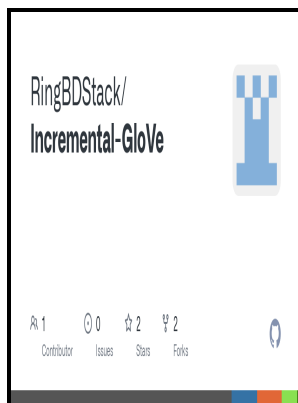 RingBDStack/
Incremental-GloVe
1 0 2 2
Contributor Issues Stars Forks